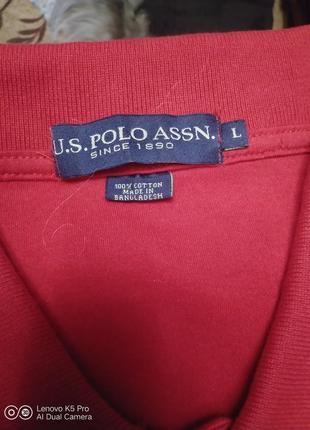 U.S. POLO ASSN.
SINCE 1890
L
100% COTTON
MADE IN
BANGLADESH
Lenovo K5 Pro
AI Dual Camera